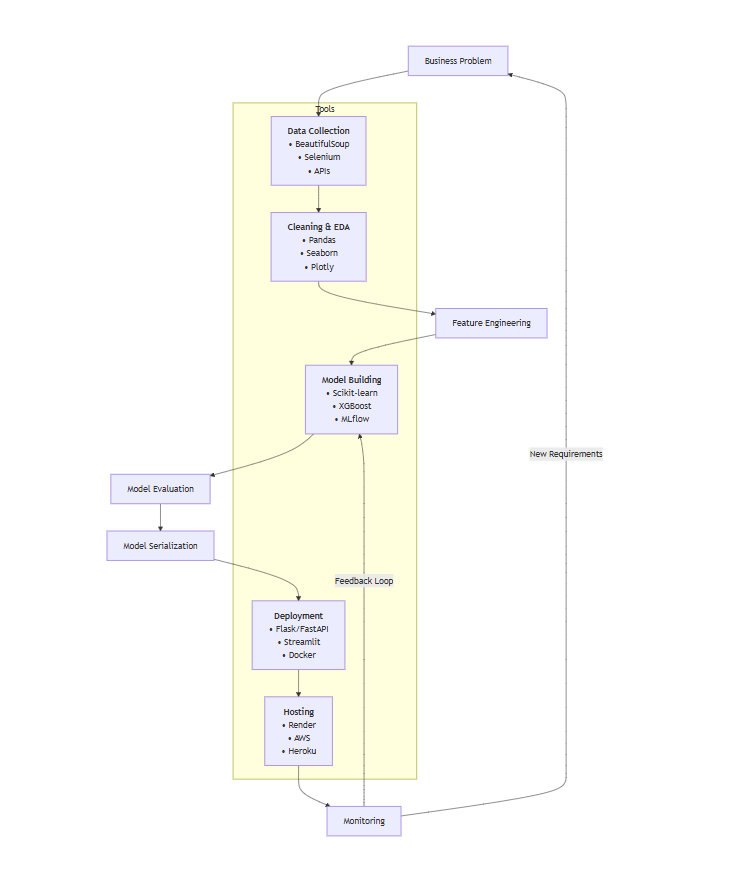 Business Problem
Tools
Data Collection
• BeautifulSoup
• Selenium
• APIs
Cleaning & EDA
• Pandas
• Seaborn
• Plotly
Feature Engineering
Model Building
• Scikit-learn
• XGBoost
• MLflow
New Requirements
Model Evaluation
Model Serialization
Feedback Loop
Deployment
• Flask/FastAPI
• Streamlit
• Docker
Hosting
• Render
• AWS
• Heroku
Monitoring